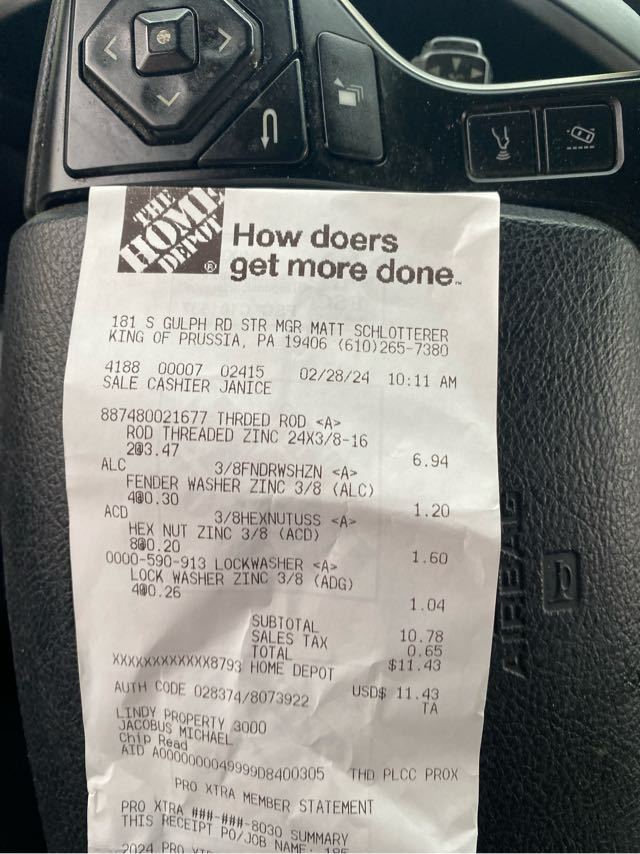 THE
HOME
DEPOT
®
How doers
get more done™
181 S GULPH RD STR MGR MATT SCHLOTTERER
KING OF PRUSSIA, PA 19406 (610)265-7380
4188 00007 02415 02/28/24 10:11 AM
SALE CASHIER JANICE
887480021677 THRDED ROD <A>
ROD THREADED ZINC 24X3/8-16
2@3.47 6.94
ALC 3/8FNDRWSHZN <A>
FENDER WASHER ZINC 3/8 (ALC)
4@0.30 1.20
ACD 3/8HEXNUTUSS <A>
HEX NUT ZINC 3/8 (ACD)
8@0.20 1.60
0000-590-913 LOCKWASHER <A>
LOCK WASHER ZINC 3/8 (ADG)
4@0.26 1.04
SUBTOTAL 10.78
SALES TAX 0.65
TOTAL $11.43
XXXXXXXXXXXX8793 HOME DEPOT
USD$ 11.43
AUTH CODE 028374/8073922 TA
LINDY PROPERTY 3000
JACOBUS MICHAEL
Chip Read
AID A0000000049999D8400305 THD PLCC PROX
PRO XTRA MEMBER STATEMENT
PRO XTRA ###-###-8030 SUMMARY
THIS RECEIPT PO/JOB NAME:
2024 PRO
AIRBAG